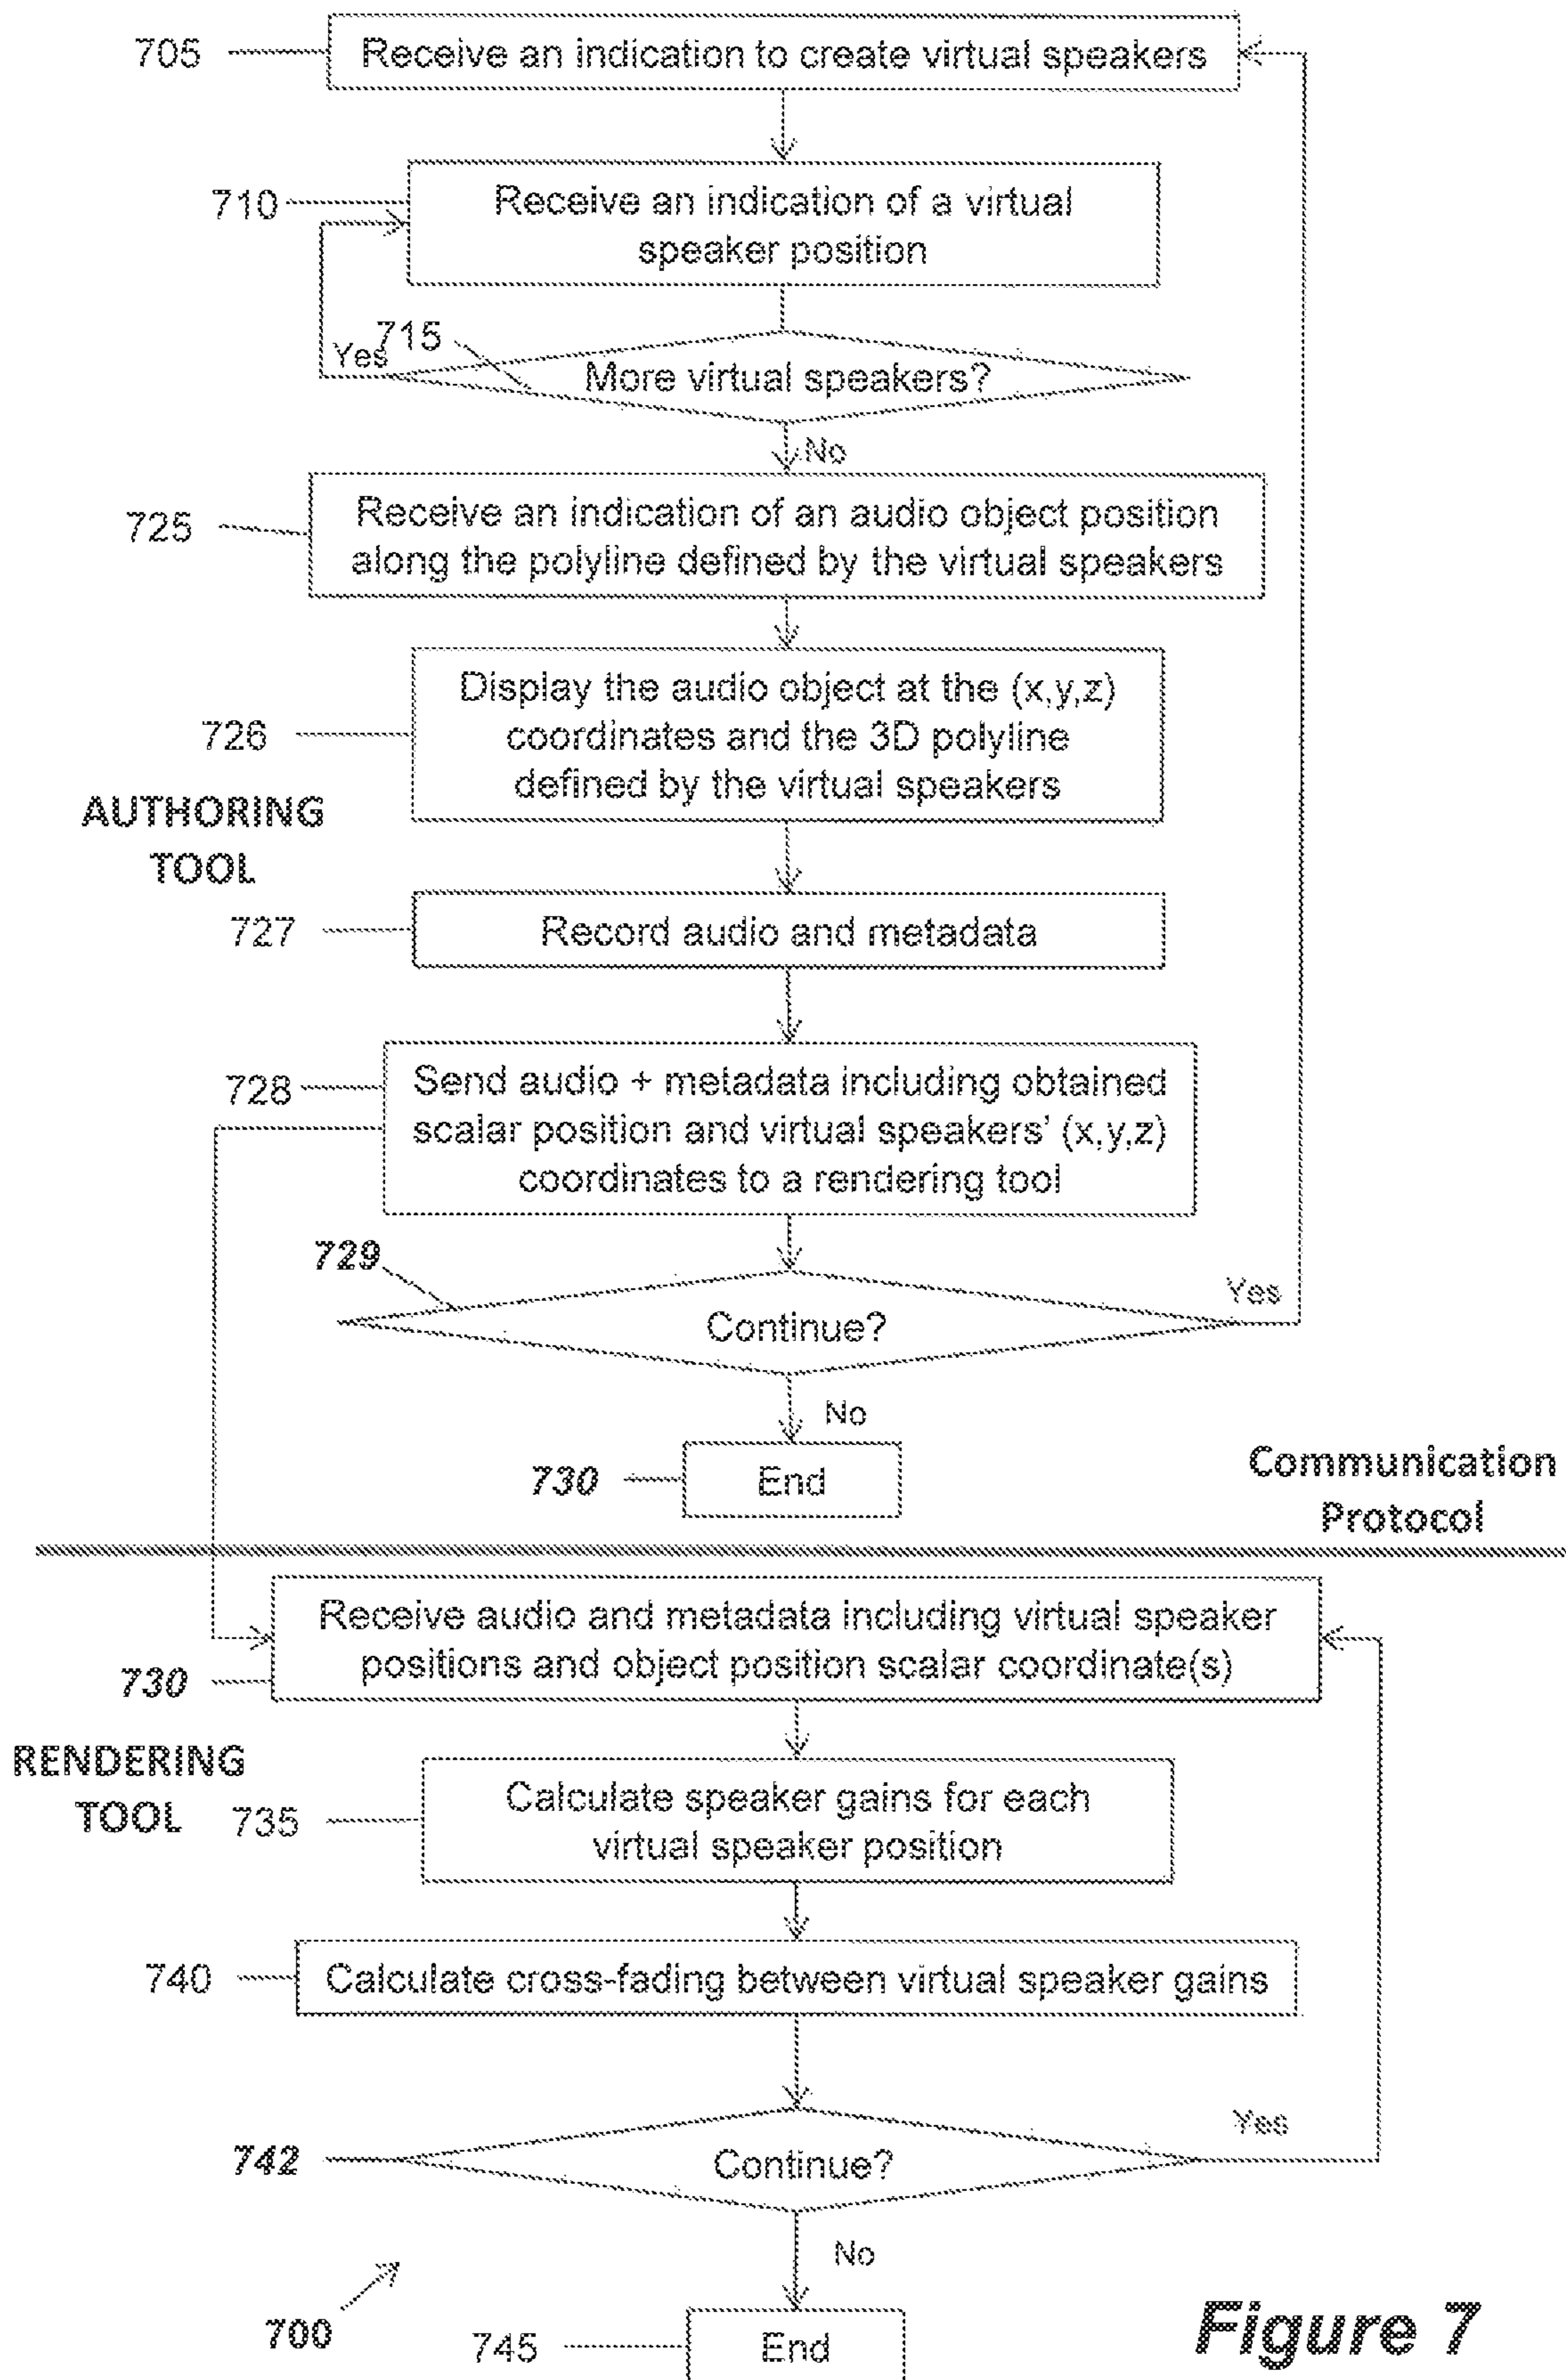 705
Receive an indication to create virtual speakers
710
Receive an indication of a virtual
speaker position
715
Yes
More virtual speakers?
No
725
Receive an indication of an audio object position
along the polyline defined by the virtual speakers
726
Display the audio object at the (x,y,z)
coordinates and the 3D polyline
defined by the virtual speakers
AUTHORING
TOOL
727
Record audio and metadata
728
Send audio + metadata including obtained
scalar position and virtual speakers' (x,y,z)
coordinates to a rendering tool
729
Continue?
Yes
No
730
End
Communication
Protocol
Receive audio and metadata including virtual speaker
positions and object position scalar coordinate(s)
730
RENDERING
TOOL
735
Calculate speaker gains for each
virtual speaker position
740
Calculate cross-fading between virtual speaker gains
742
Continue?
Yes
No
700
745
End
Figure 7